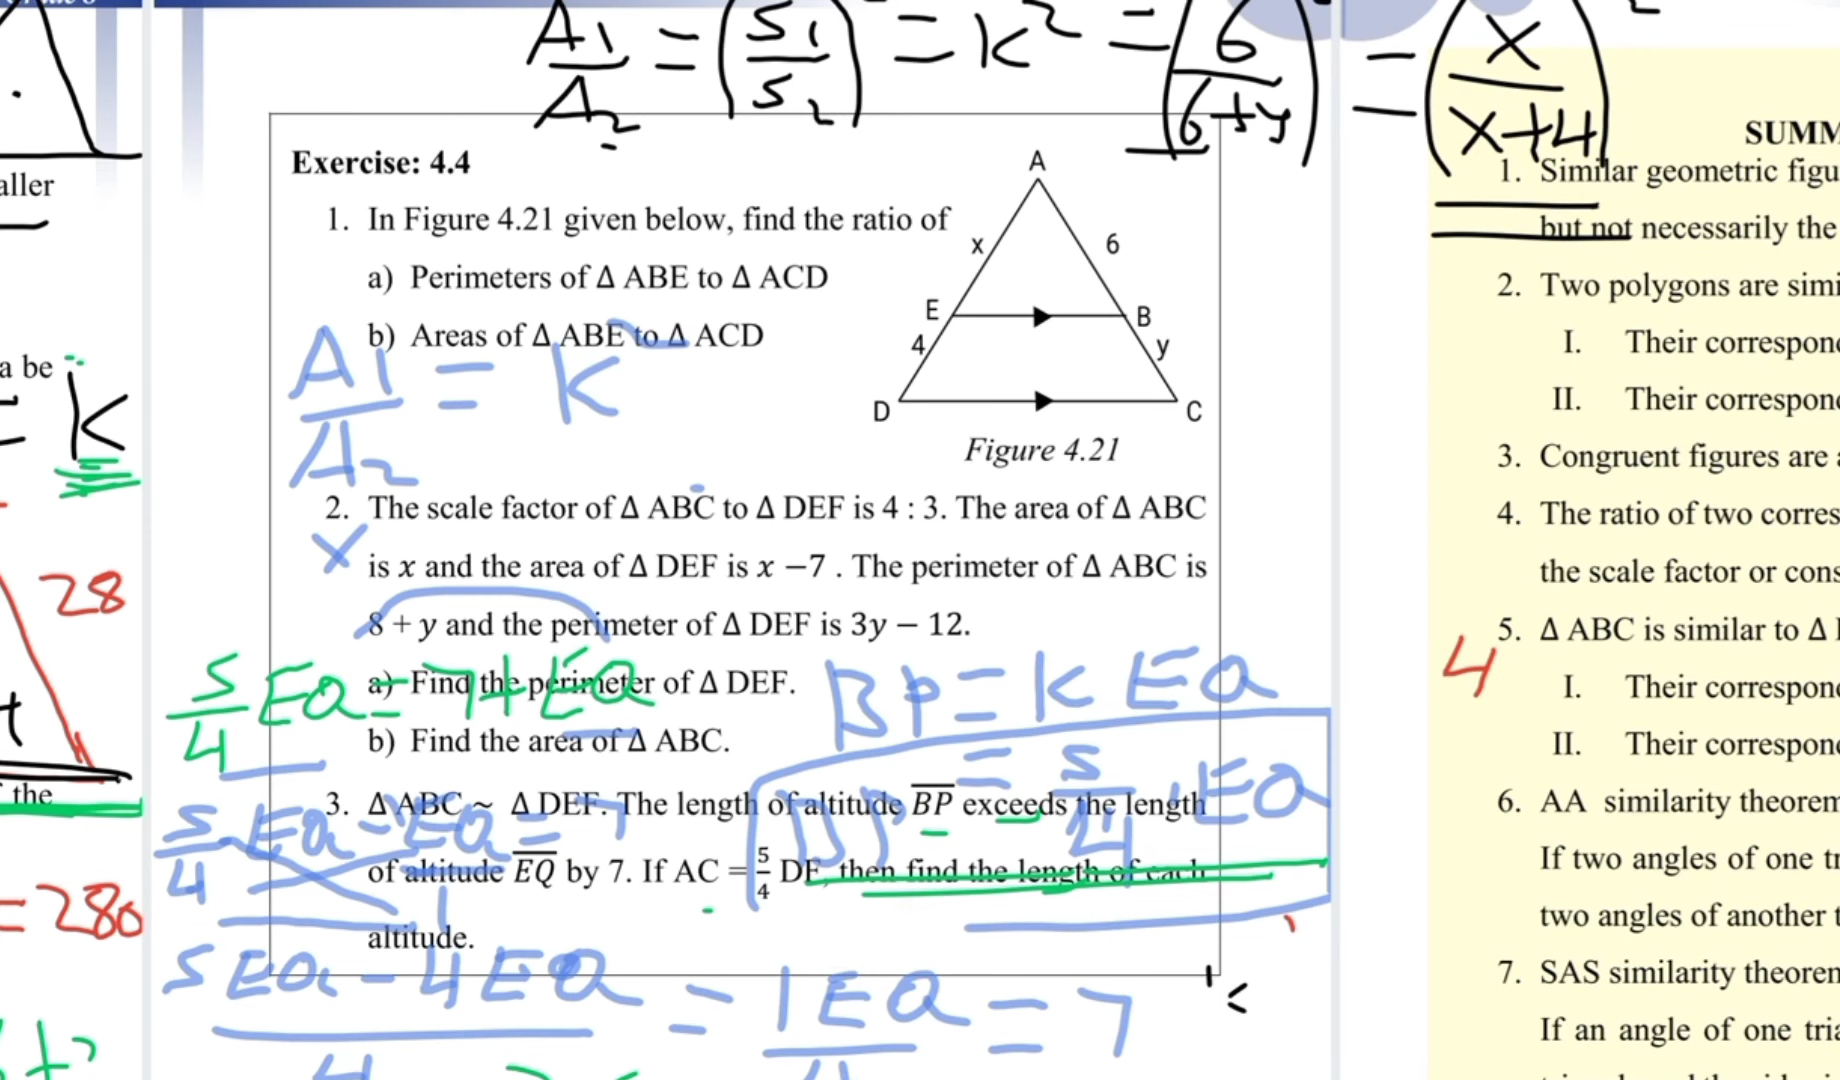 A1/A2 = (S1/S2) = K² = (6/6+y) = (x/x+4)²
aller
a be
= K
28
= 280
the
Exercise: 4.4
1. In Figure 4.21 given below, find the ratio of
a) Perimeters of Δ ABE to Δ ACD
b) Areas of Δ ABE to Δ ACD
A1/A2 = K²
A
x
6
E
B
4
y
D
C
Figure 4.21
2. The scale factor of Δ ABC to Δ DEF is 4 : 3. The area of Δ ABC
is x and the area of Δ DEF is x −7 . The perimeter of Δ ABC is
8 + y and the perimeter of Δ DEF is 3y − 12.
a) Find the perimeter of Δ DEF.
b) Find the area of Δ ABC.
X
5/4 EQ = 7 + EQ
BP = K EQ
= 5/4 . EQ
3. Δ ABC ~ Δ DEF. The length of altitude BP exceeds the length
of altitude EQ by 7. If AC = 5/4 DF, then find the length of each
altitude.
5/4 EQ − EQ = 7
5EQ − 4EQ = 1EQ = 7
SUMM
1. Similar geometric figu
but not necessarily the
2. Two polygons are simi
I. Their correspon
II. Their correspon
3. Congruent figures are a
4. The ratio of two corres
the scale factor or cons
4
5. Δ ABC is similar to Δ
I. Their correspon
II. Their correspon
6. AA similarity theorem
If two angles of one tr
two angles of another t
7. SAS similarity theorem
If an angle of one tria